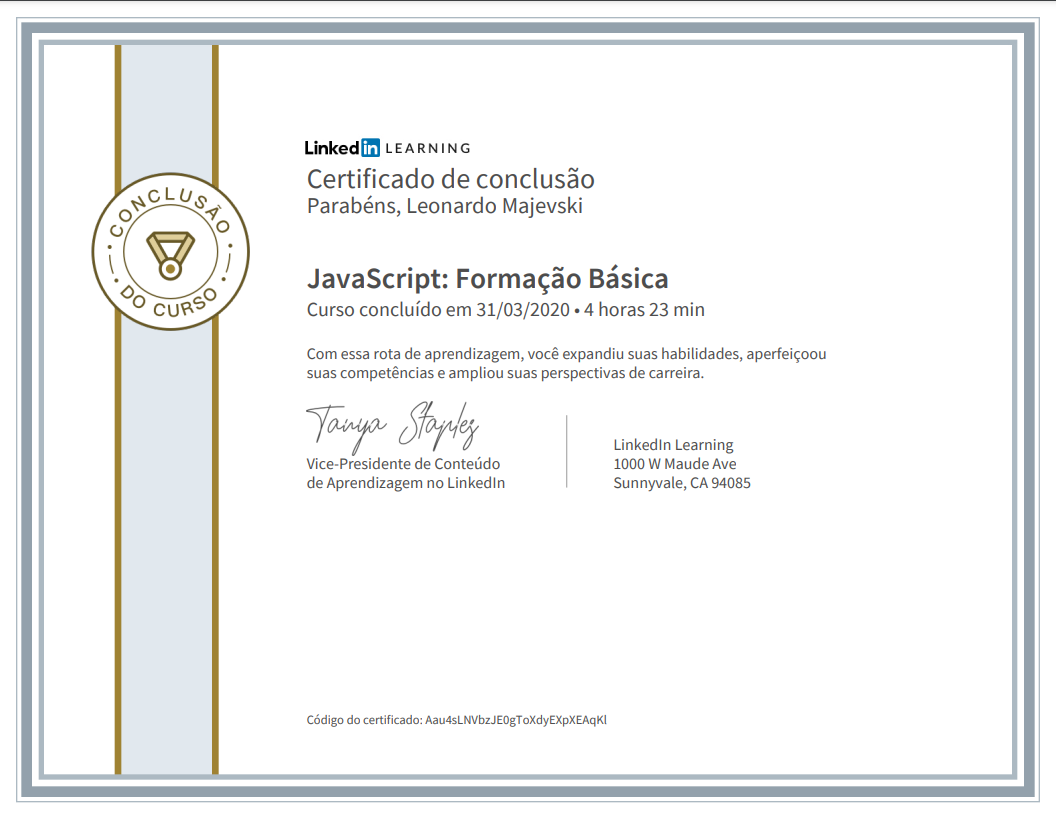 CONCLUSÃO
DO CURSO
Linkedin LEARNING
Certificado de conclusão
Parabéns, Leonardo Majevski
JavaScript: Formação Básica
Curso concluído em 31/03/2020 • 4 horas 23 min
Com essa rota de aprendizagem, você expandiu suas habilidades, aperfeiçoou
suas competências e ampliou suas perspectivas de carreira.
Tanya Staples
Vice-Presidente de Conteúdo
de Aprendizagem no LinkedIn
LinkedIn Learning
1000 W Maude Ave
Sunnyvale, CA 94085
Código do certificado: Aau4sLNVbzJE0gToXdyEXpXEAqKl